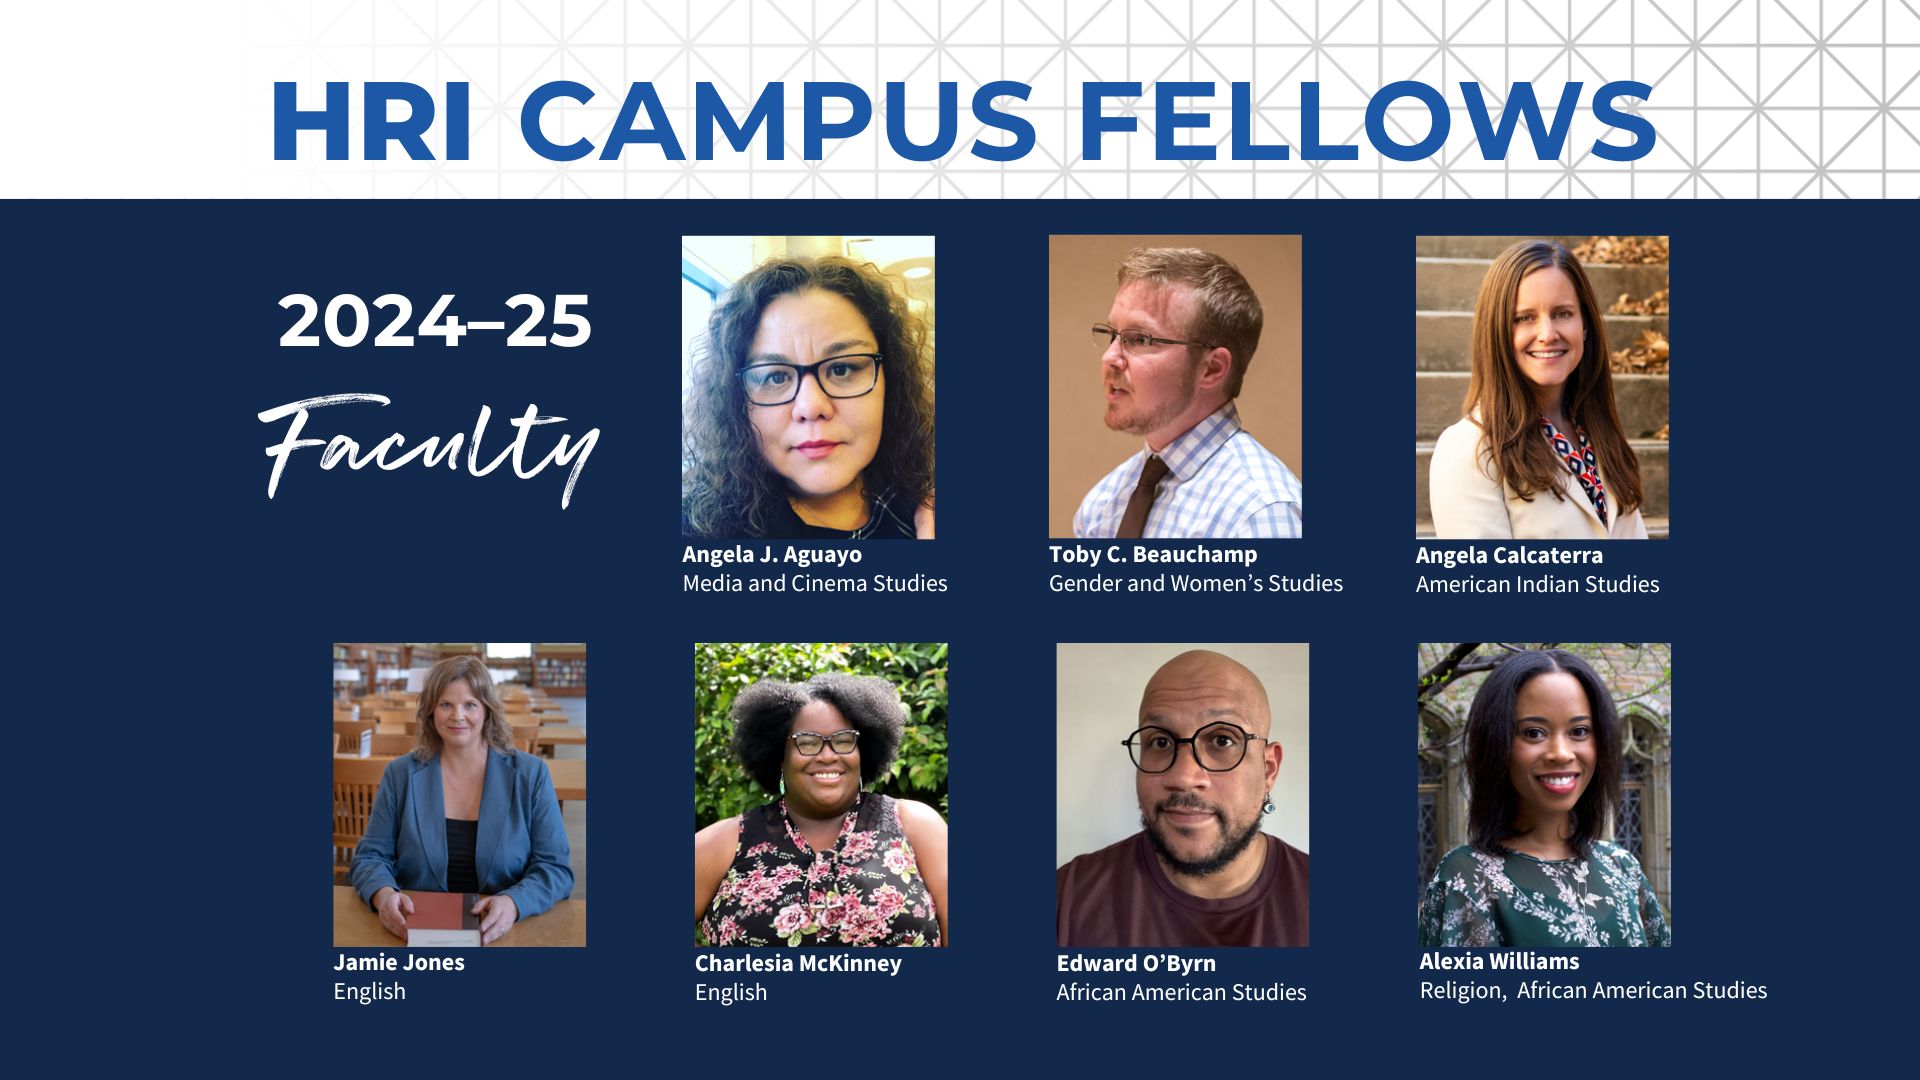 HRI CAMPUS FELLOWS
2024–25
Faculty
Angela J. Aguayo
Media and Cinema Studies
Toby C. Beauchamp
Gender and Women’s Studies
Angela Calcaterra
American Indian Studies
Jamie Jones
English
Charlesia McKinney
English
Edward O’Byrn
African American Studies
Alexia Williams
Religion,  African American Studies